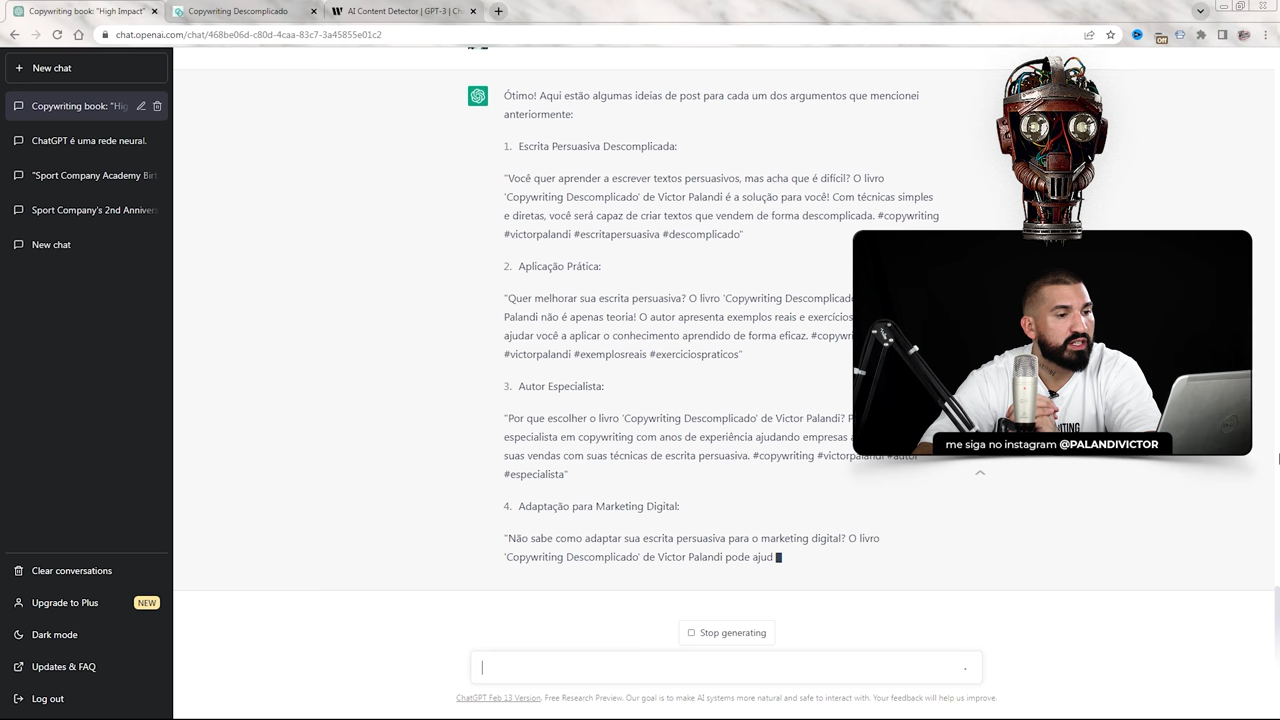 Copywriting book "High Impact"
Copywriting Descomplicado
AI Content Detector | GPT-3 | Ch
chat.openai.com/chat/468be06d-c80d-4caa-83c7-3a45855e01c2
Off
New chat
Copywriting book: "Hig
ChatGPT é uma rede neural.
"Sport Company Academy Birt
Sport Company's 2nd Annivers
New chat
Clear conversations
Upgrade to Plus NEW
Dark mode
Updates & FAQ
Log out
Ótimo! Aqui estão algumas ideias de post para cada um dos argumentos que mencionei
anteriormente:
1. Escrita Persuasiva Descomplicada:
"Você quer aprender a escrever textos persuasivos, mas acha que é difícil? O livro
'Copywriting Descomplicado' de Victor Palandi é a solução para você! Com técnicas simples
e diretas, você será capaz de criar textos que vendem de forma descomplicada. #copywriting
#victorpalandi #escritapersuasiva #descomplicado"
2. Aplicação Prática:
"Quer melhorar sua escrita persuasiva? O livro 'Copywriting Descomplicado
Palandi não é apenas teoria! O autor apresenta exemplos reais e exercícios
ajudar você a aplicar o conhecimento aprendido de forma eficaz. #copywri
#victorpalandi #exemplosreais #exerciciospraticos"
3. Autor Especialista:
"Por que escolher o livro 'Copywriting Descomplicado' de Victor Palandi? P
especialista em copywriting com anos de experiência ajudando empresas a
suas vendas com suas técnicas de escrita persuasiva. #copywriting #victorpalandi #autor
#especialista"
4. Adaptação para Marketing Digital:
"Não sabe como adaptar sua escrita persuasiva para o marketing digital? O livro
'Copywriting Descomplicado' de Victor Palandi pode ajud
me siga no instagram @PALANDIVICTOR
Stop generating
ChatGPT Feb 13 Version. Free Research Preview. Our goal is to make AI systems more natural and safe to interact with. Your feedback will help us improve.